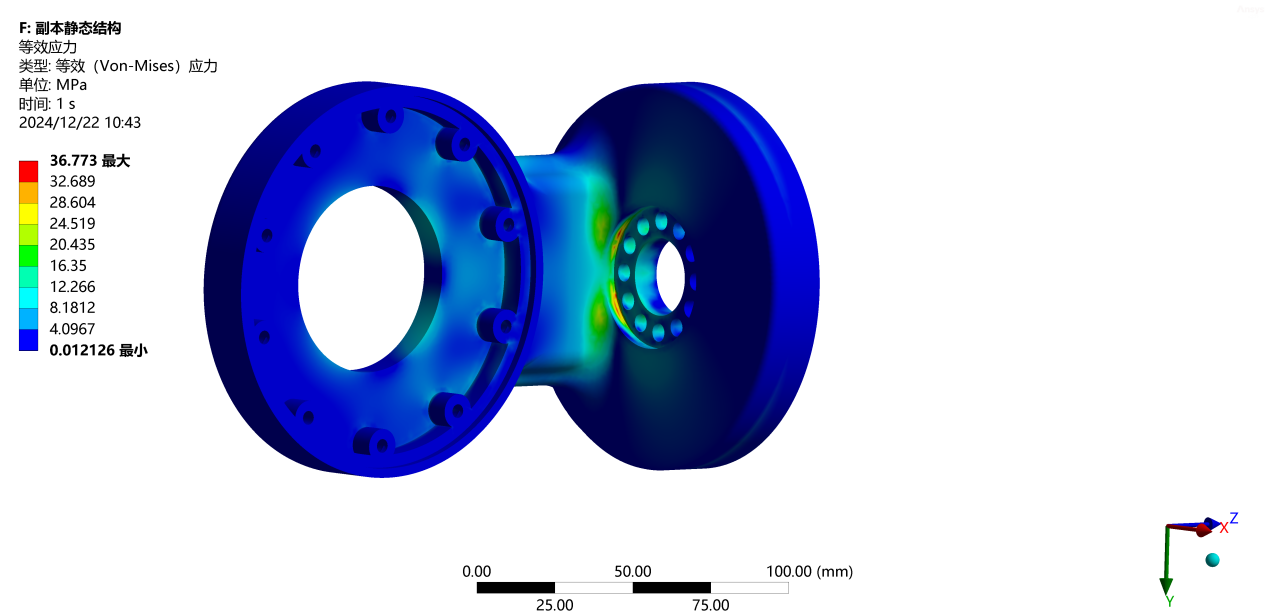 F: 副本静态结构
等效应力
类型: 等效（Von-Mises）应力
单位: MPa
时间: 1 s
2024/12/22 10:43
36.773 最大
32.689
28.604
24.519
20.435
16.35
12.266
8.1812
4.0967
0.012126 最小
0.00 50.00 100.00 (mm)
25.00 75.00
Z
X
Y